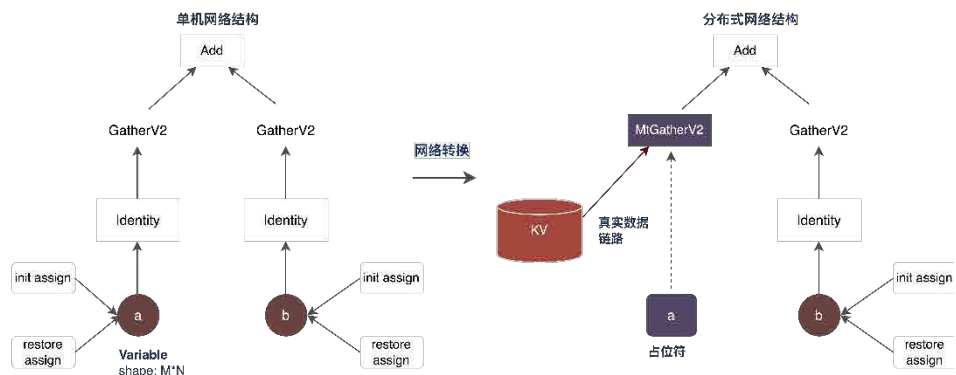 单机网络结构
Add
GatherV2
GatherV2
Identity
Identity
init assign
a
restore
assign
Variable
shape: M*N
init assign
b
restore
assign
网络转换
分布式网络结构
Add
MtGatherV2
GatherV2
KV
真实数据
链路
Identity
a
占位符
init assign
b
restore
assign